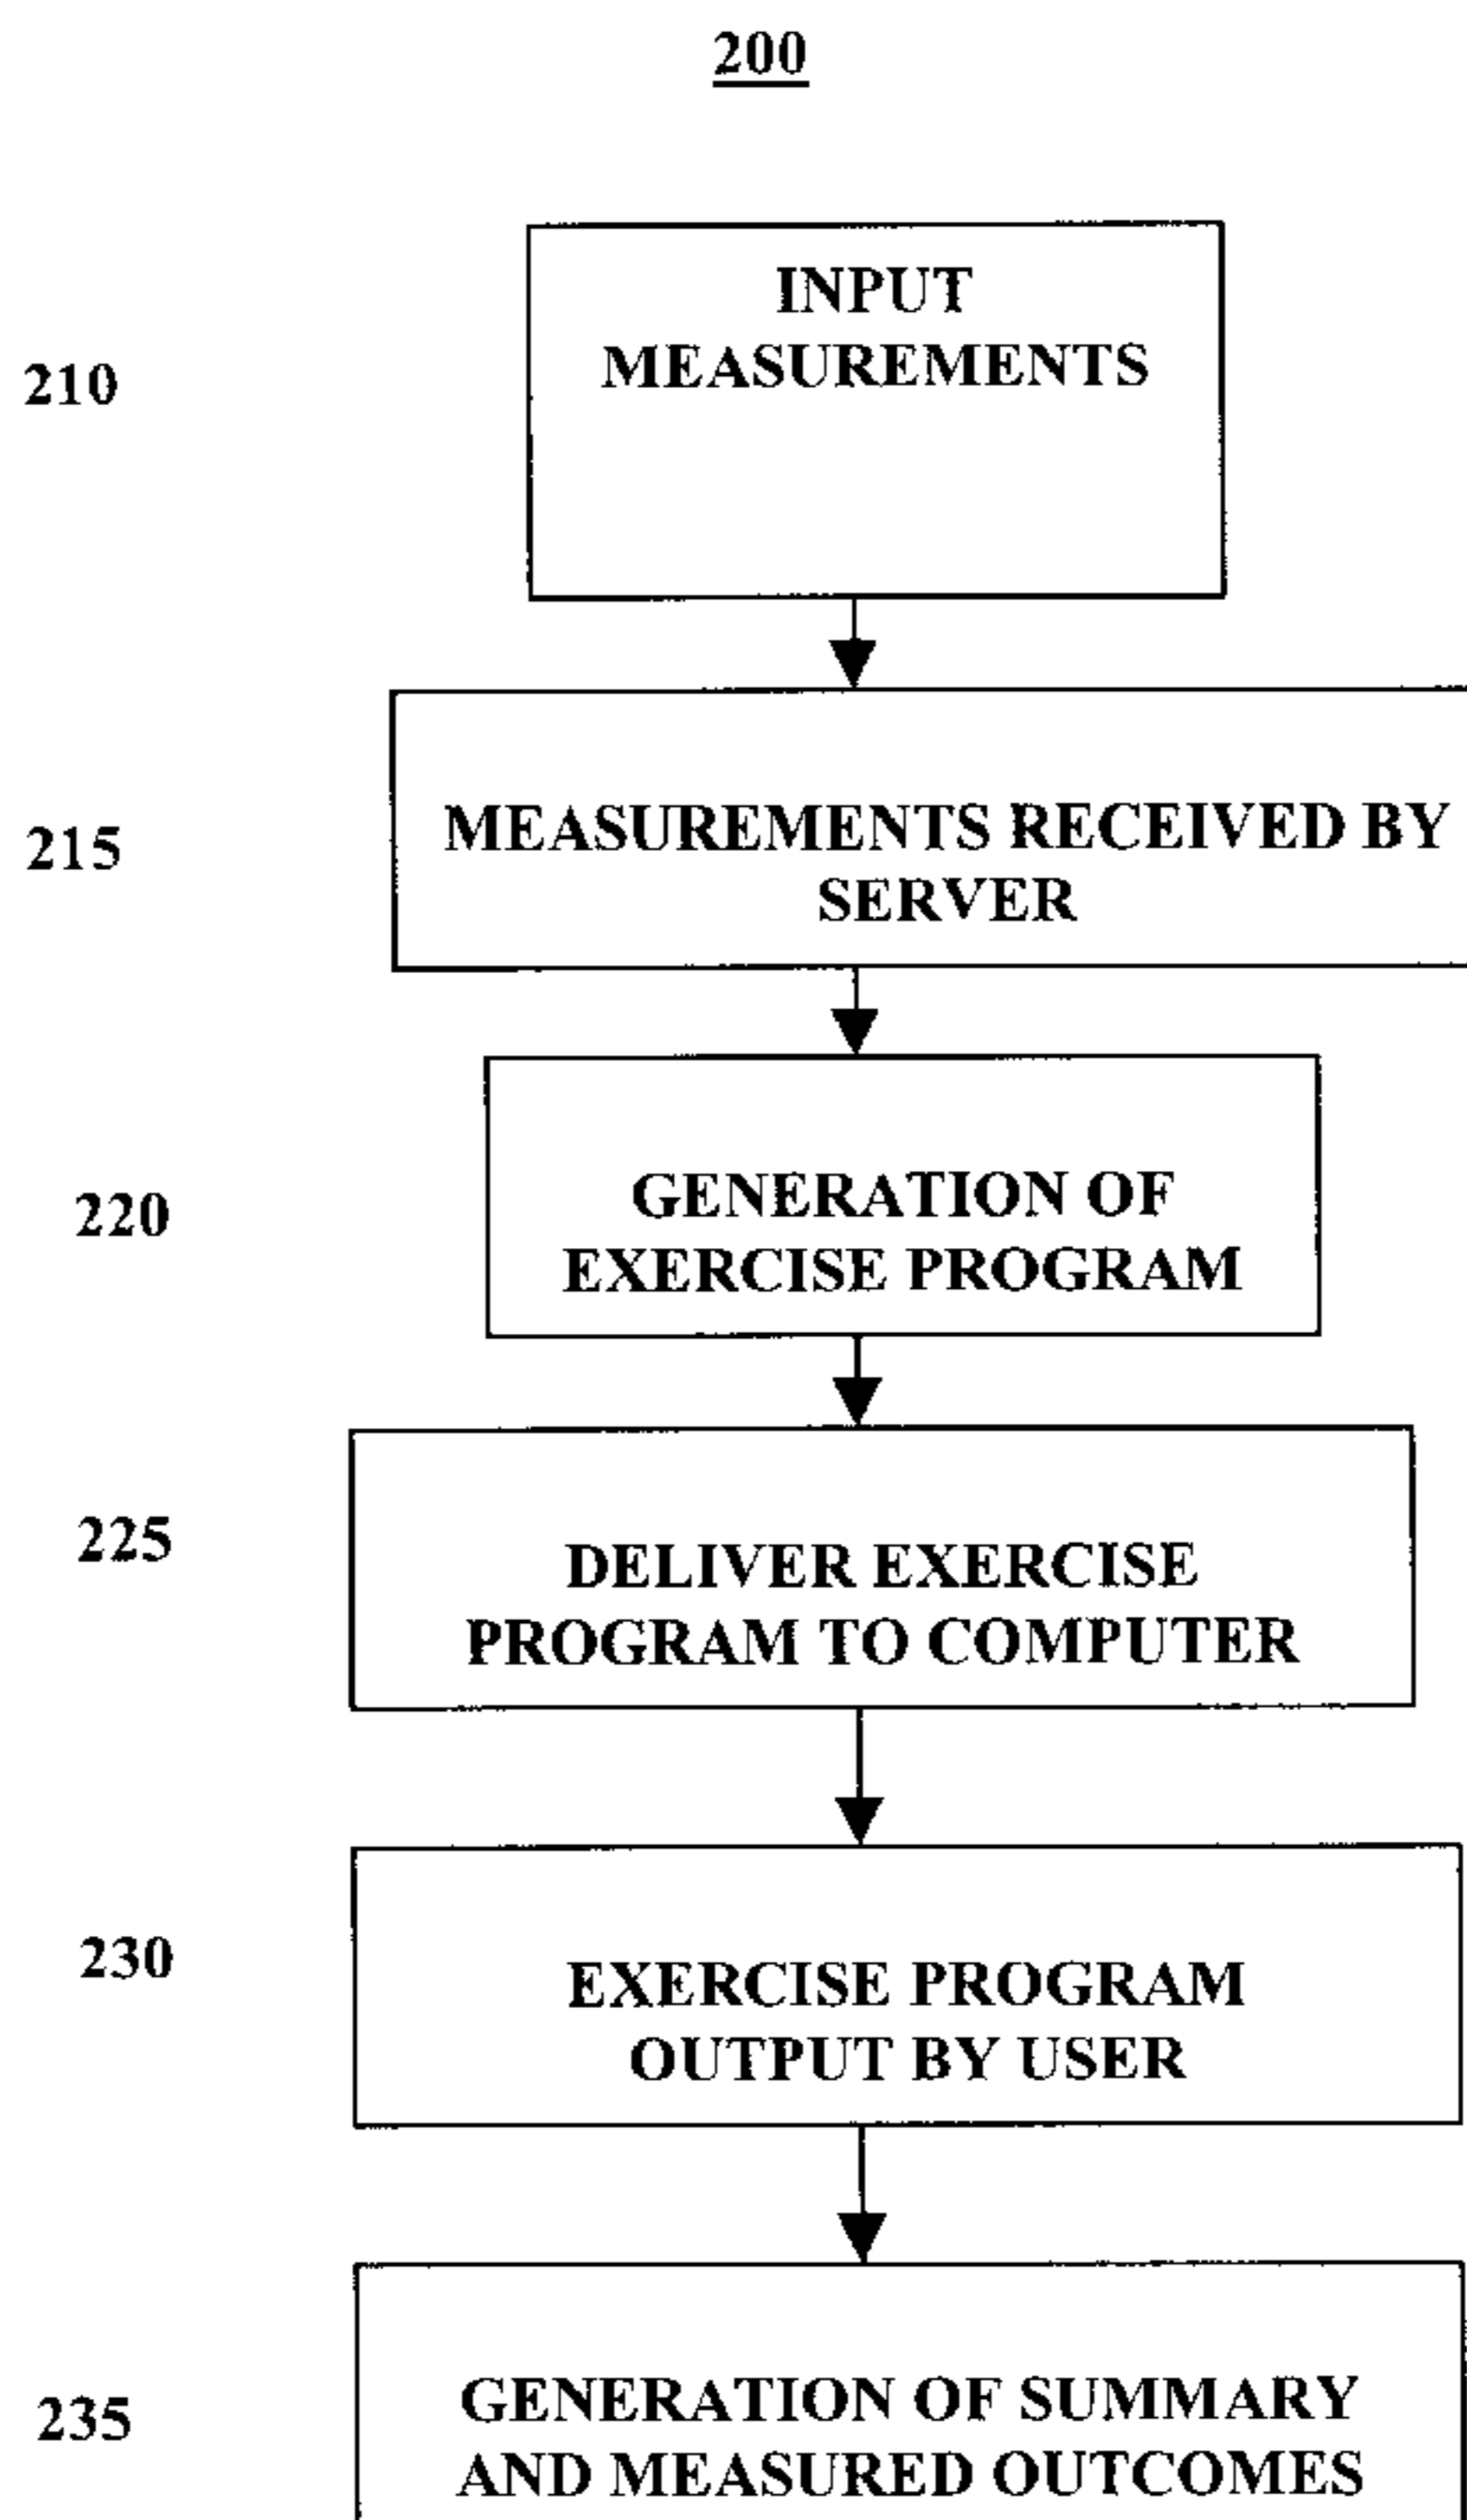 200
210
INPUT
MEASUREMENTS
215
MEASUREMENTS RECEIVED BY
SERVER
220
GENERATION OF
EXERCISE PROGRAM
225
DELIVER EXERCISE
PROGRAM TO COMPUTER
230
EXERCISE PROGRAM
OUTPUT BY USER
235
GENERATION OF SUMMARY
AND MEASURED OUTCOMES